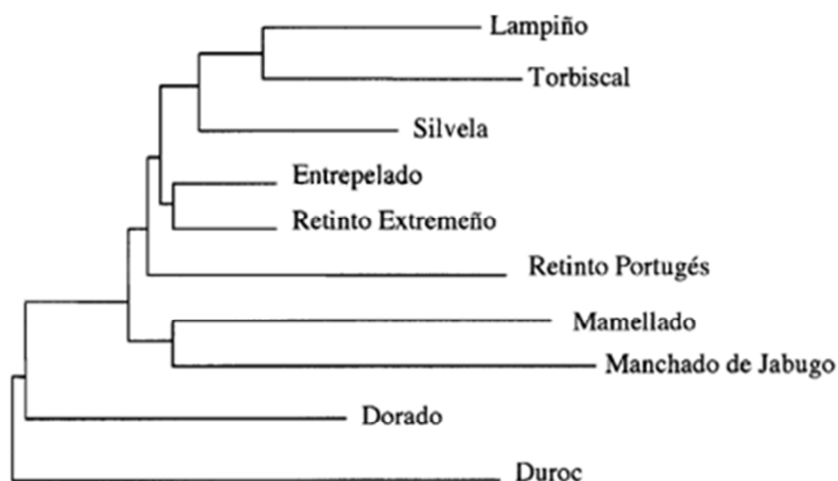 Lampiño
Torbiscal
Silvela
Entrepelado
Retinto Extremeño
Retinto Portugés
Mamellado
Manchado de Jabugo
Dorado
Duroc